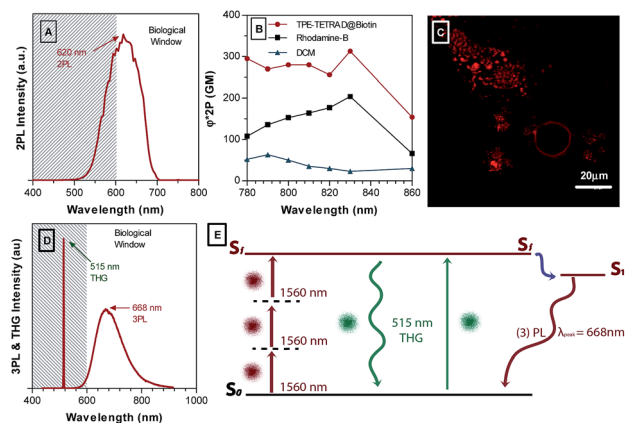 A
620 nm
2PL
Biological
Window
2PL Intensity (a.u.)
400 500 600 700 800
Wavelength (nm)
B
TPE-TETRAD@Biotin
Rhodamine-B
DCM
φ*2P (GM)
400
300
200
100
0
780 800 820 840 860
Wavelength (nm)
C
20μm
D
Biological
Window
515 nm
THG
668 nm
3PL
3PL & THG Intensity (au)
400 600 800 1000
Wavelength (nm)
E
Sf
Sf
S1
1560 nm
1560 nm
1560 nm
515 nm
THG
(3) PL λpeak = 668nm
S0